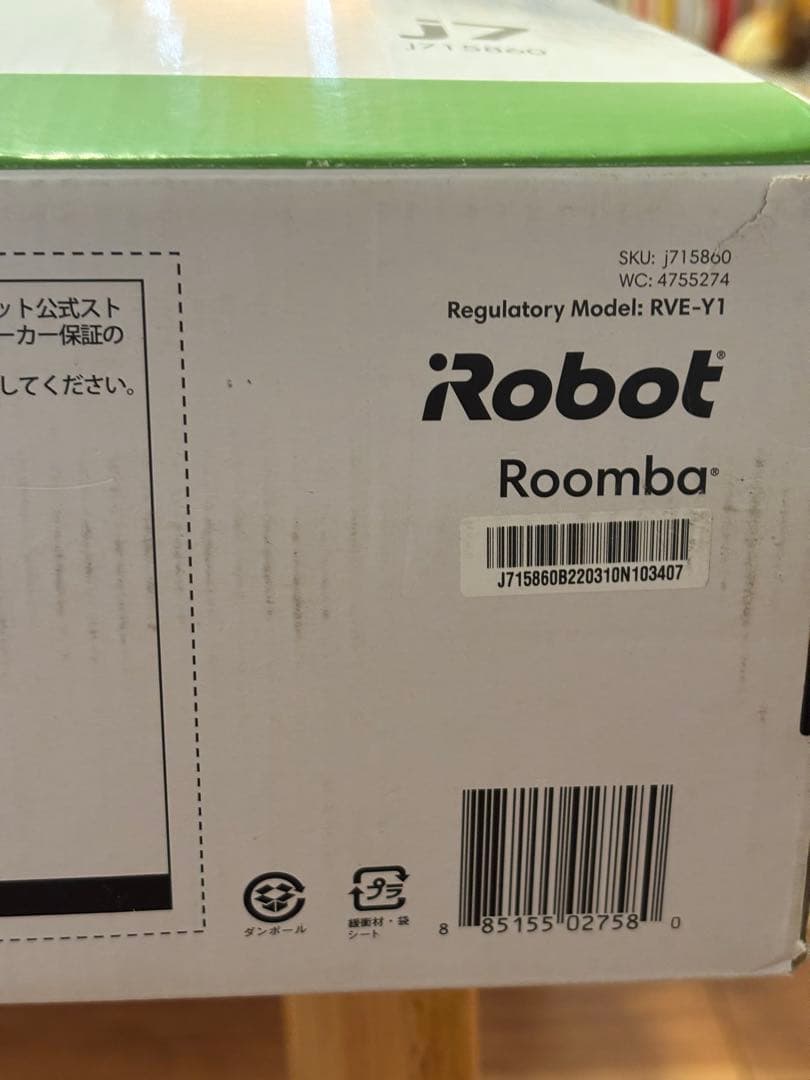 j7
J715860
ット公式スト
ーカー保証の
してください。
SKU: j715860
WC: 4755274
Regulatory Model: RVE-Y1
iRobot®
Roomba®
J715860B220310N103407
ダンボール
プラ
緩衝材・袋
シート
8 85155 02758 0